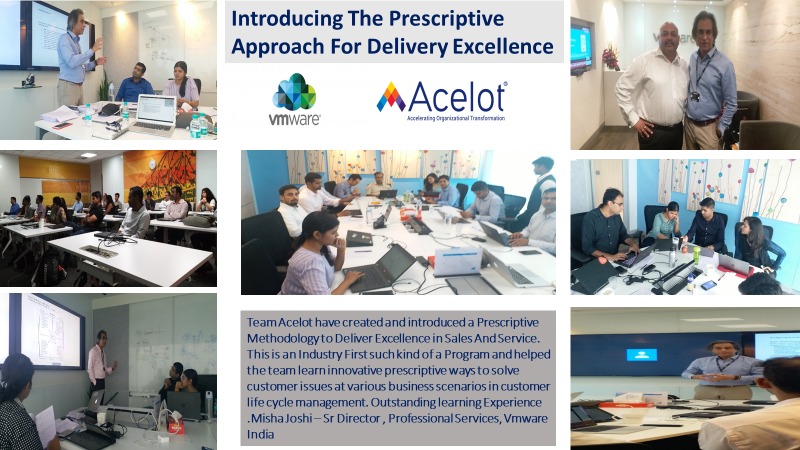 Introducing The Prescriptive
Approach For Delivery Excellence
vmware®
Acelot®
Accelerating Organizational Transformation
Team Acelot have created and introduced a Prescriptive
Methodology to Deliver Excellence in Sales And Service.
This is an Industry First such kind of a Program and helped
the team learn innovative prescriptive ways to solve
customer issues at various business scenarios in customer
life cycle management. Outstanding learning Experience
.Misha Joshi – Sr Director , Professional Services, Vmware
India